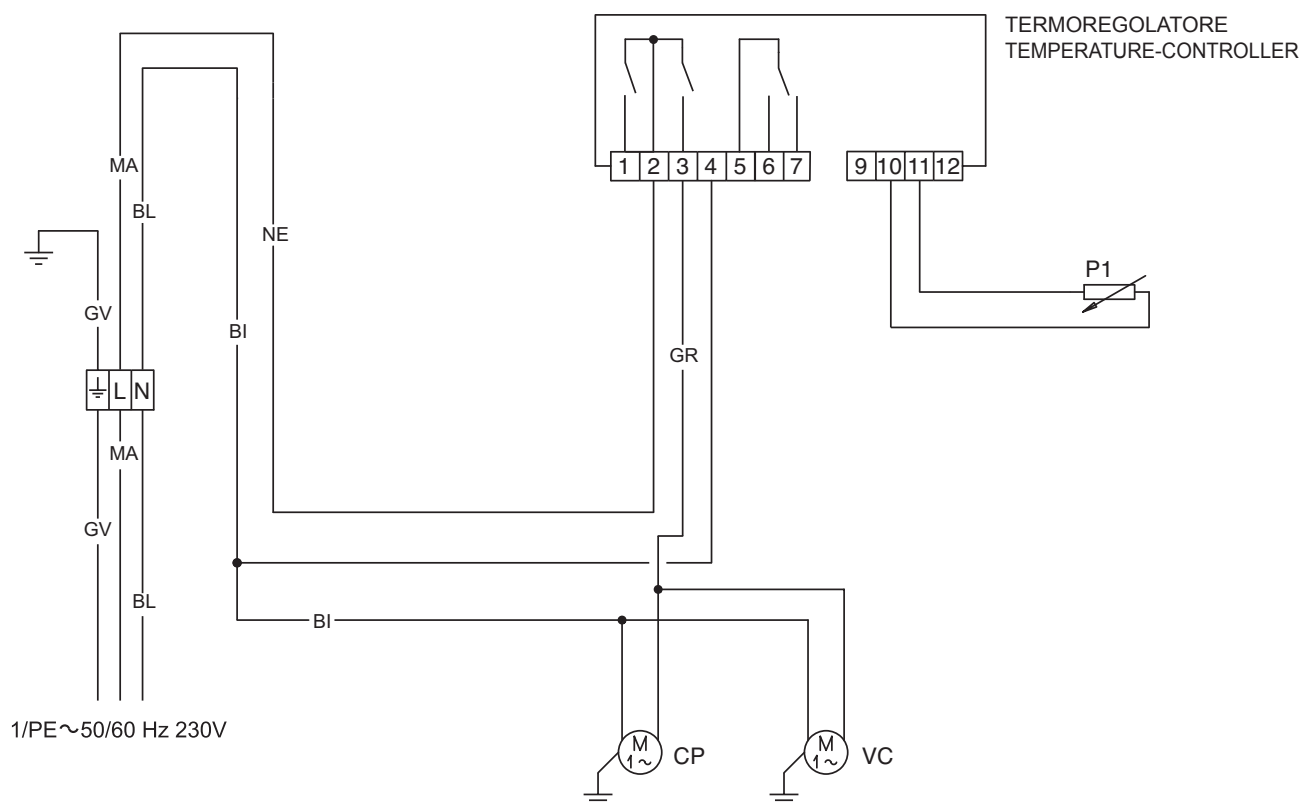 TERMOREGOLATORE
TEMPERATURE-CONTROLLER
MA
BL
NE
1 2 3 4 5 6 7
9 10 11 12
P1
GV
BI
GR
L N
MA
GV
BL
BI
1/PE～50/60 Hz 230V
M
1～
CP
M
1～
VC